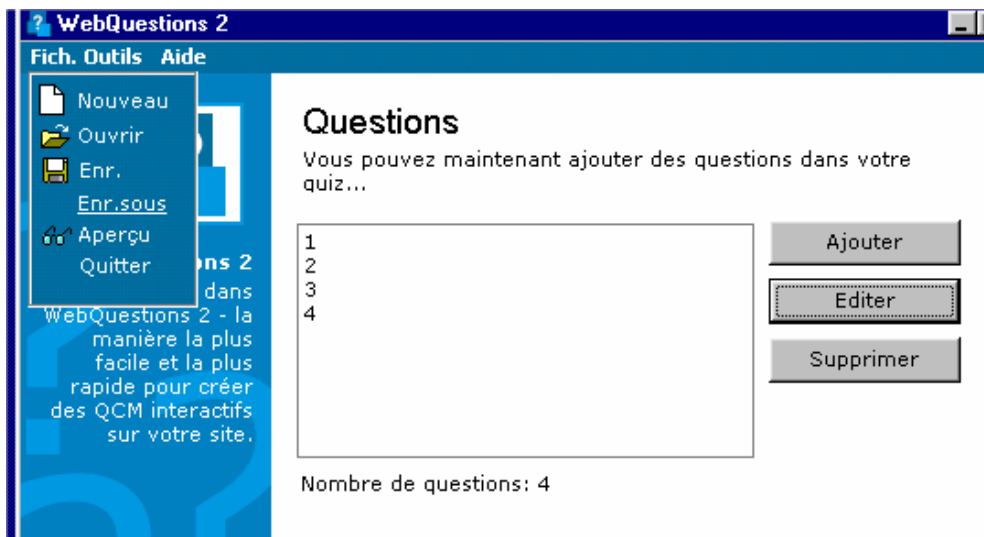 WebQuestions 2
Fich. Outils Aide
Nouveau
Ouvrir
Enr.
Enr.sous
Aperçu
Quitter
ns 2
dans
WebQuestions 2 - la
manière la plus
facile et la plus
rapide pour créer
des QCM interactifs
sur votre site.
Questions
Vous pouvez maintenant ajouter des questions dans votre
quiz...
1
2
3
4
Ajouter
Editer
Supprimer
Nombre de questions: 4